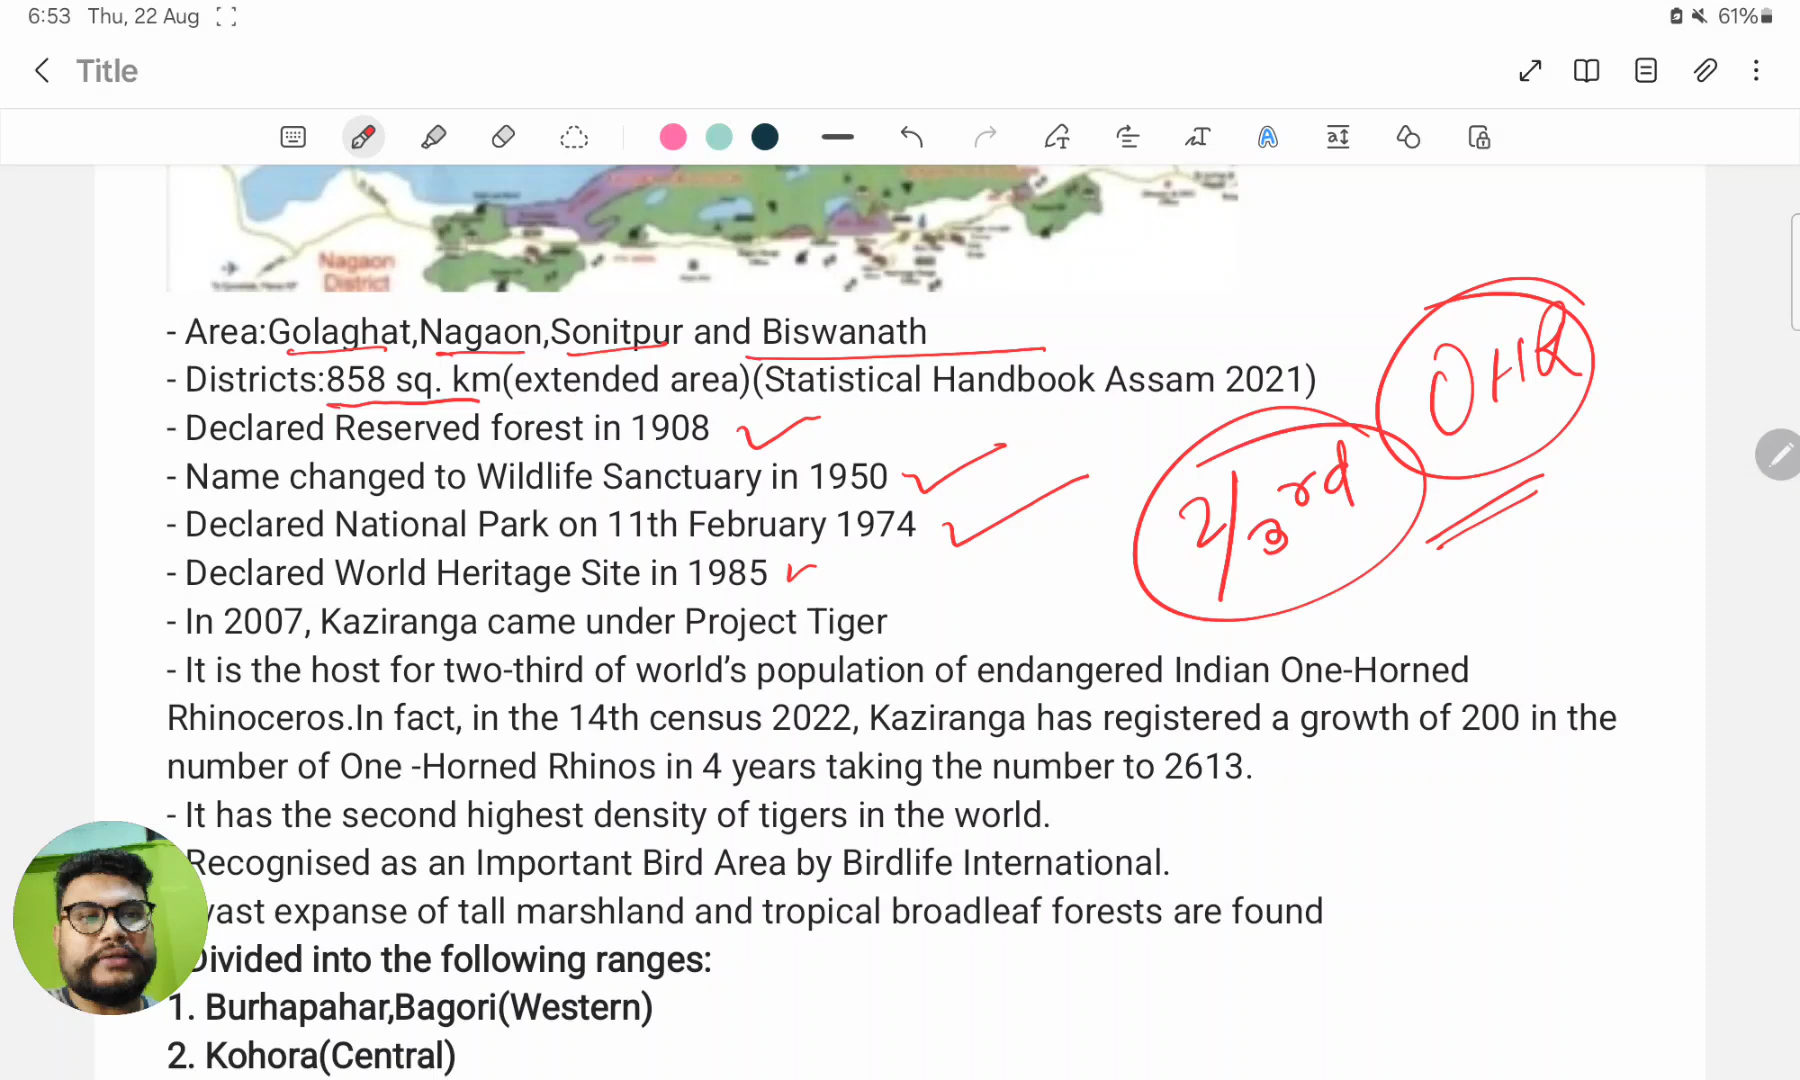 6:53 Thu, 22 Aug 61%
Title
Nagaon
District
- Area:Golaghat,Nagaon,Sonitpur and Biswanath
- Districts:858 sq. km(extended area)(Statistical Handbook Assam 2021)
- Declared Reserved forest in 1908
- Name changed to Wildlife Sanctuary in 1950
- Declared National Park on 11th February 1974
- Declared World Heritage Site in 1985
OHR
2/3rd
- In 2007, Kaziranga came under Project Tiger
- It is the host for two-third of world’s population of endangered Indian One-Horned
Rhinoceros.In fact, in the 14th census 2022, Kaziranga has registered a growth of 200 in the
number of One -Horned Rhinos in 4 years taking the number to 2613.
- It has the second highest density of tigers in the world.
Recognised as an Important Bird Area by Birdlife International.
vast expanse of tall marshland and tropical broadleaf forests are found
Divided into the following ranges:
1. Burhapahar,Bagori(Western)
2. Kohora(Central)